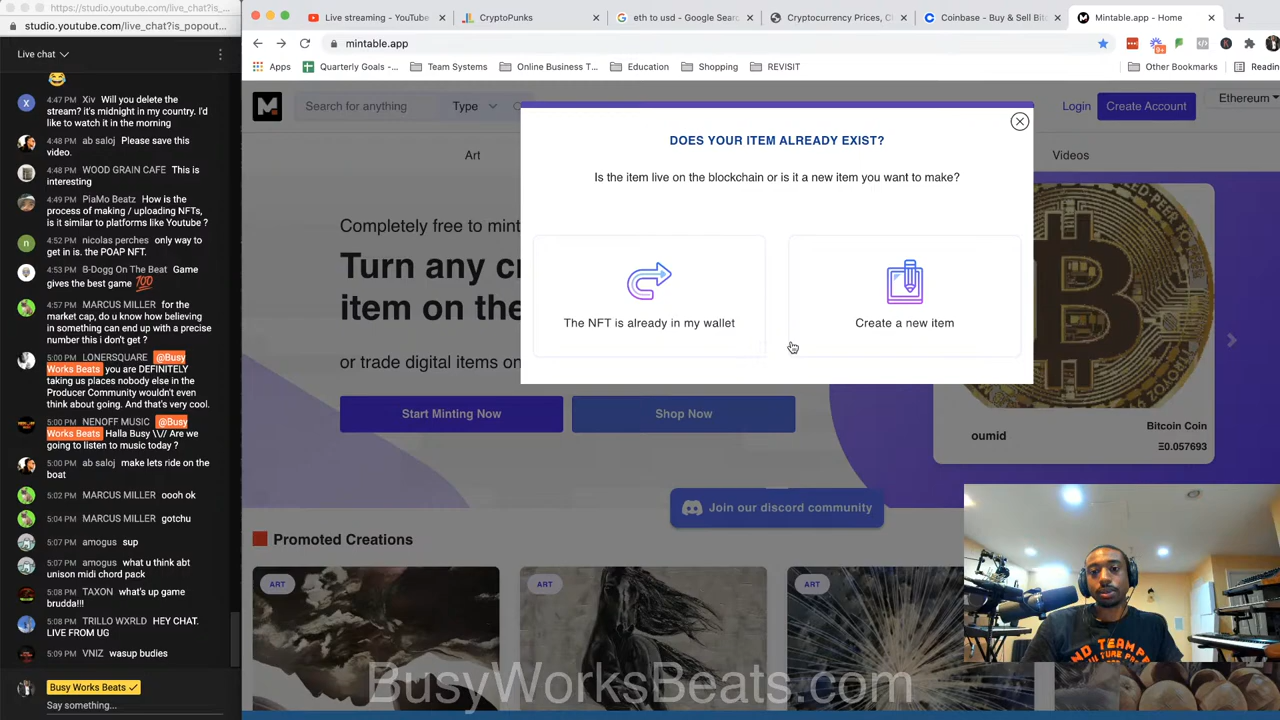 studio.youtube.com/live_chat?is_popout...
studio.youtube.com/live_chat?is_popout...
Live chat
😂
4:47 PM Xiv Will you delete the
stream? it's midnight in my country. I'd
like to watch it in the morning
4:48 PM ab saloj Please save this
video.
4:48 PM WOOD GRAIN CAFE This is
interesting
4:49 PM PiaMo Beatz How is the
process of making / uploading NFTs,
is it similar to platforms like Youtube ?
4:52 PM nicolas perches only way to
get in is. the POAP NFT.
4:53 PM B-Dogg On The Beat Game
gives the best game 💯
4:57 PM MARCUS MILLER for the
market cap, do u know how believing
in something can end up with a precise
number this i don't get ?
5:00 PM LONERSQUARE @Busy
Works Beats you are DEFINITELY
taking us places nobody else in the
Producer Community wouldn't even
think about going. And that's very cool.
5:00 PM NENOFF MUSIC @Busy
Works Beats Halla Busy \\// Are we
going to listen to music today ?
5:00 PM ab saloj make lets ride on the
boat
5:02 PM MARCUS MILLER oooh ok
5:04 PM MARCUS MILLER gotchu
5:07 PM amogus sup
5:07 PM amogus what u think abt
unison midi chord pack
5:08 PM TAXON what's up game
brudda!!!
5:08 PM TRILLO WXRLD HEY CHAT.
LIVE FROM UG
5:09 PM VNIZ wasup budies
Busy Works Beats ✓
Say something...
Live streaming - YouTube
CryptoPunks
eth to usd - Google Searc
Cryptocurrency Prices, C
Coinbase - Buy & Sell Bit
Mintable.app - Home
mintable.app
Apps
Quarterly Goals -...
Team Systems
Online Business T...
Education
Shopping
REVISIT
Other Bookmarks
Readin
Search for anything
Type
Login
Create Account
Ethereum
Art
Videos
DOES YOUR ITEM ALREADY EXIST?
Is the item live on the blockchain or is it a new item you want to make?
The NFT is already in my wallet
Create a new item
Completely free to mint
Turn any cr
item on the
or trade digital items on
Start Minting Now
Shop Now
Join our discord community
oumid
Bitcoin Coin
Ξ0.057693
Promoted Creations
ART
ART
ART
BusyWorksBeats.com